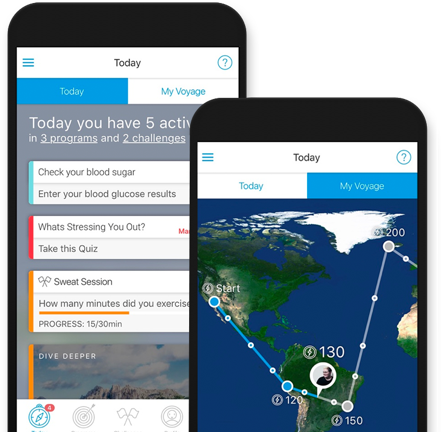 Today
?
Today
My Voyage
Today you have 5
in 3 programs and 2 challenges
Check your blood sugar
Enter your blood glucose results
Whats Stressing You Out?
Take this Quiz
Sweat Session
How many minutes did you exercise
PROGRESS: 15/30min
DIVE DEEPER
4
Today
?
Today
My Voyage
200
Start
130
120
150